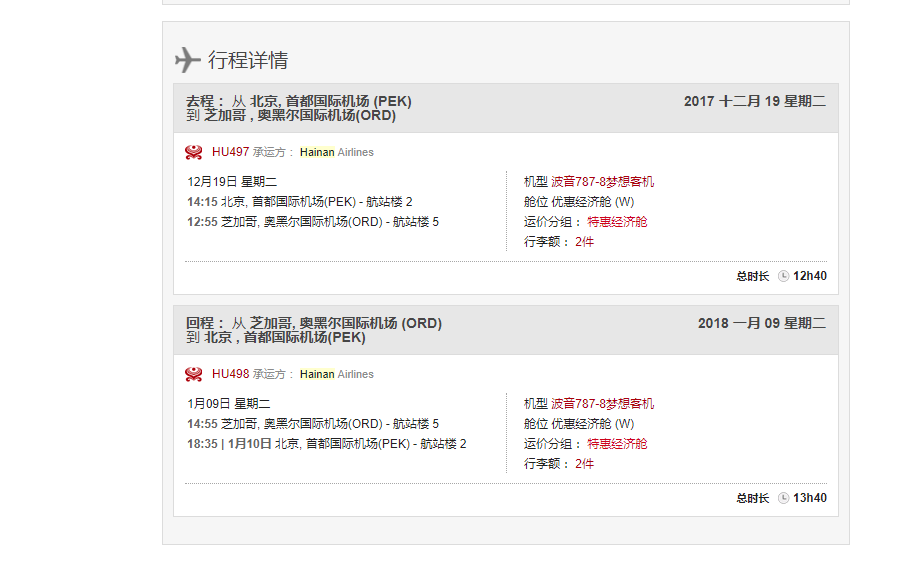 行程详情
去程： 从 北京, 首都国际机场 (PEK) 2017 十二月 19 星期二
到 芝加哥 , 奥黑尔国际机场(ORD)
HU497 承运方： Hainan Airlines
12月19日 星期二
14:15 北京, 首都国际机场(PEK) - 航站楼 2
12:55 芝加哥, 奥黑尔国际机场(ORD) - 航站楼 5
机型 波音787-8梦想客机
舱位 优惠经济舱 (W)
运价分组： 特惠经济舱
行李额： 2件
总时长 12h40
回程： 从 芝加哥, 奥黑尔国际机场 (ORD) 2018 一月 09 星期二
到 北京 , 首都国际机场(PEK)
HU498 承运方： Hainan Airlines
1月09日 星期二
14:55 芝加哥, 奥黑尔国际机场(ORD) - 航站楼 5
18:35 | 1月10日 北京, 首都国际机场(PEK) - 航站楼 2
机型 波音787-8梦想客机
舱位 优惠经济舱 (W)
运价分组： 特惠经济舱
行李额： 2件
总时长 13h40